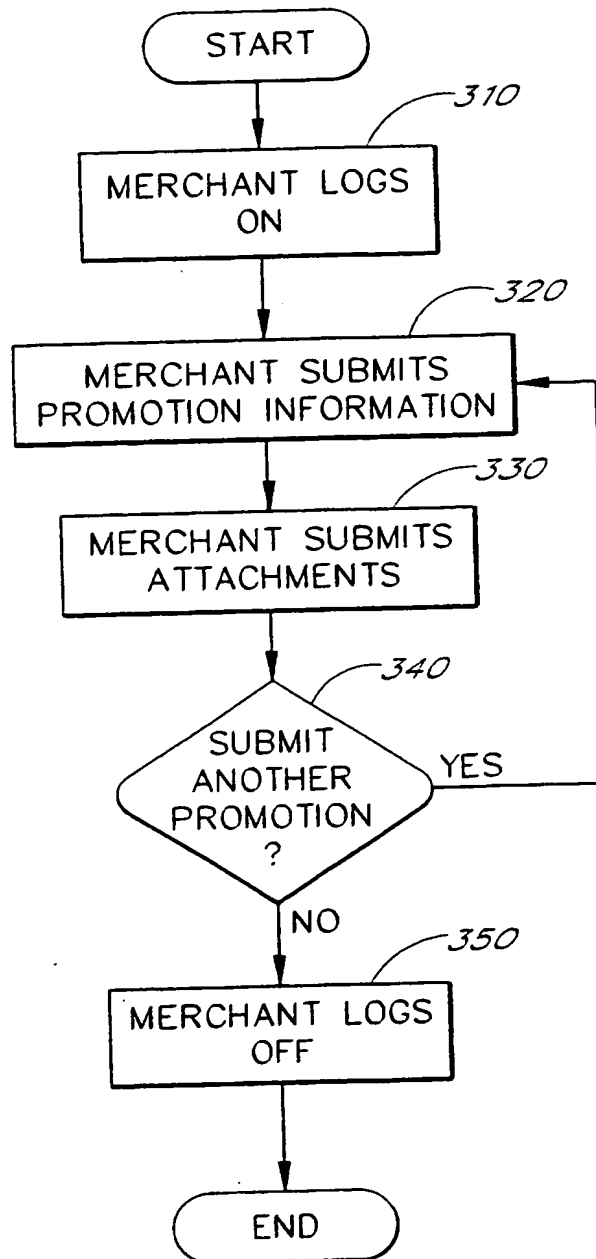 START
310
MERCHANT LOGS
ON
320
MERCHANT SUBMITS
PROMOTION INFORMATION
330
MERCHANT SUBMITS
ATTACHMENTS
340
SUBMIT
ANOTHER
PROMOTION
?
YES
NO
350
MERCHANT LOGS
OFF
END